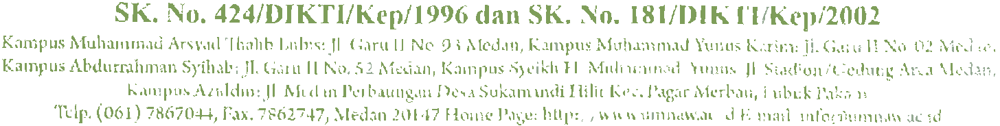 SK. No. 424/DIKTI/Kep/1996 dan SK. No. 181/DIKTI/Kep/2002
Kampus Muhammad Arsyad Thalib Lubis: Jl. Garu II No. 93 Medan, Kampus Muhammad Yunus Karim: Jl. Garu II No. 02 Medan,
Kampus Abdurrahman Syihab: Jl. Garu II No. 52 Medan, Kampus Syeikh H. Muhammad Yunus Jl. Stadion/Gedung Arca Medan,
Kampus Azuldin: Jl. Medan Perbaungan Desa Sukamandi Hilir Kec. Pagar Merbau, Lubuk Pakam
Telp. (061) 7867044, Fax. 7862747, Medan 20147 Home Page: http://www.umnaw.ac.id E-mail: info@umnaw.ac.id